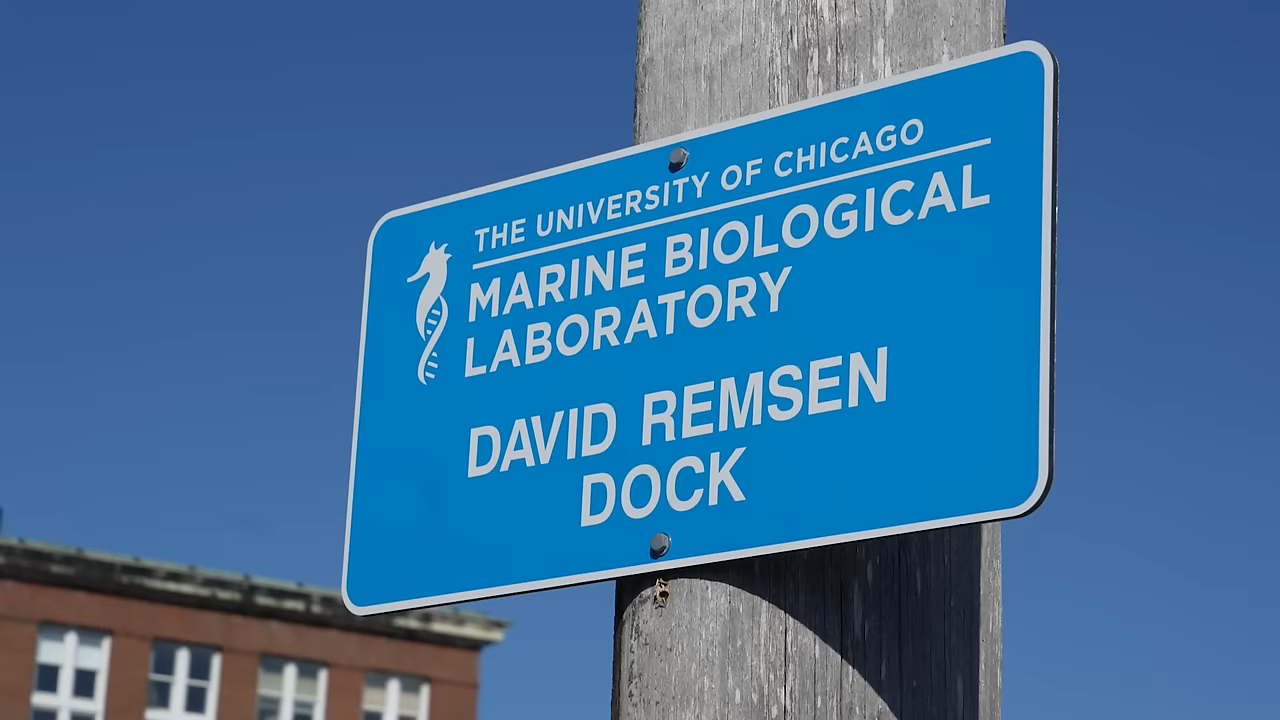 THE UNIVERSITY OF CHICAGO
MARINE BIOLOGICAL
LABORATORY
DAVID REMSEN
DOCK